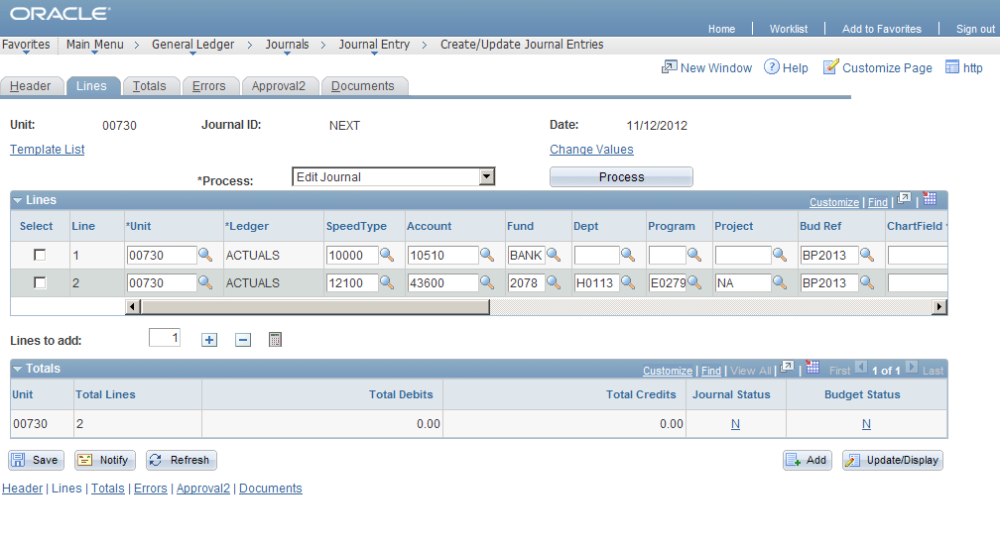 ORACLE
Home | Worklist | Add to Favorites | Sign out
Favorites Main Menu > General Ledger > Journals > Journal Entry > Create/Update Journal Entries
New Window Help Customize Page http
Header Lines Totals Errors Approval2 Documents
Unit: 00730 Journal ID: NEXT Date: 11/12/2012
Template List Change Values
*Process: Edit Journal Process
Lines Customize | Find | |
Select Line *Unit *Ledger SpeedType Account Fund Dept Program Project Bud Ref ChartField
1 00730 ACTUALS 10000 10510 BANK BP2013
2 00730 ACTUALS 12100 43600 2078 H0113 E0279 NA BP2013
Lines to add: 1
Totals Customize | Find | View All | | First 1 of 1 Last
Unit Total Lines Total Debits Total Credits Journal Status Budget Status
00730 2 0.00 0.00 N N
Save Notify Refresh Add Update/Display
Header | Lines | Totals | Errors | Approval2 | Documents